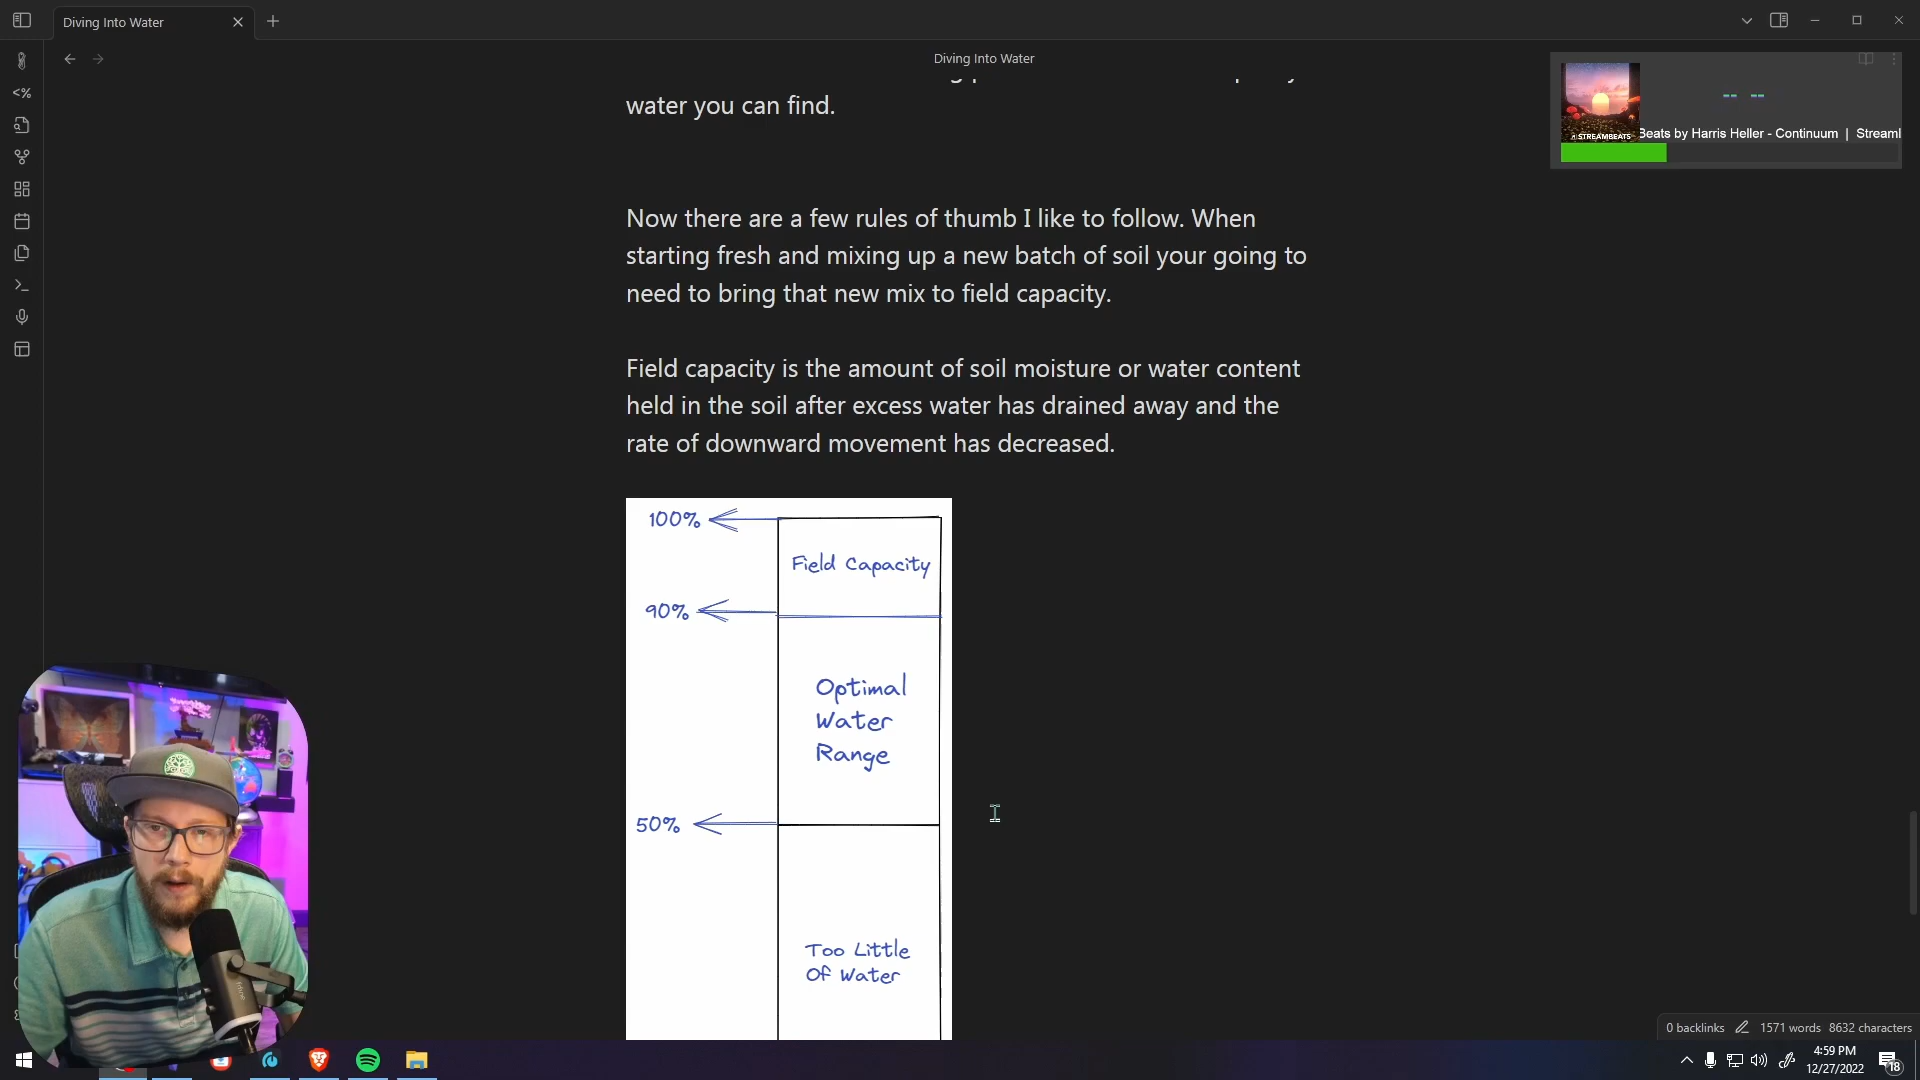 Diving Into Water
Diving Into Water
water you can find.
STREAMBEATS
Beats by Harris Heller - Continuum | Streaml
Now there are a few rules of thumb I like to follow. When
starting fresh and mixing up a new batch of soil your going to
need to bring that new mix to field capacity.
Field capacity is the amount of soil moisture or water content
held in the soil after excess water has drained away and the
rate of downward movement has decreased.
100%
Field Capacity
90%
Optimal
Water
Range
50%
Too Little
Of Water
0 backlinks 1571 words 8632 characters
4:59 PM
12/27/2022
18